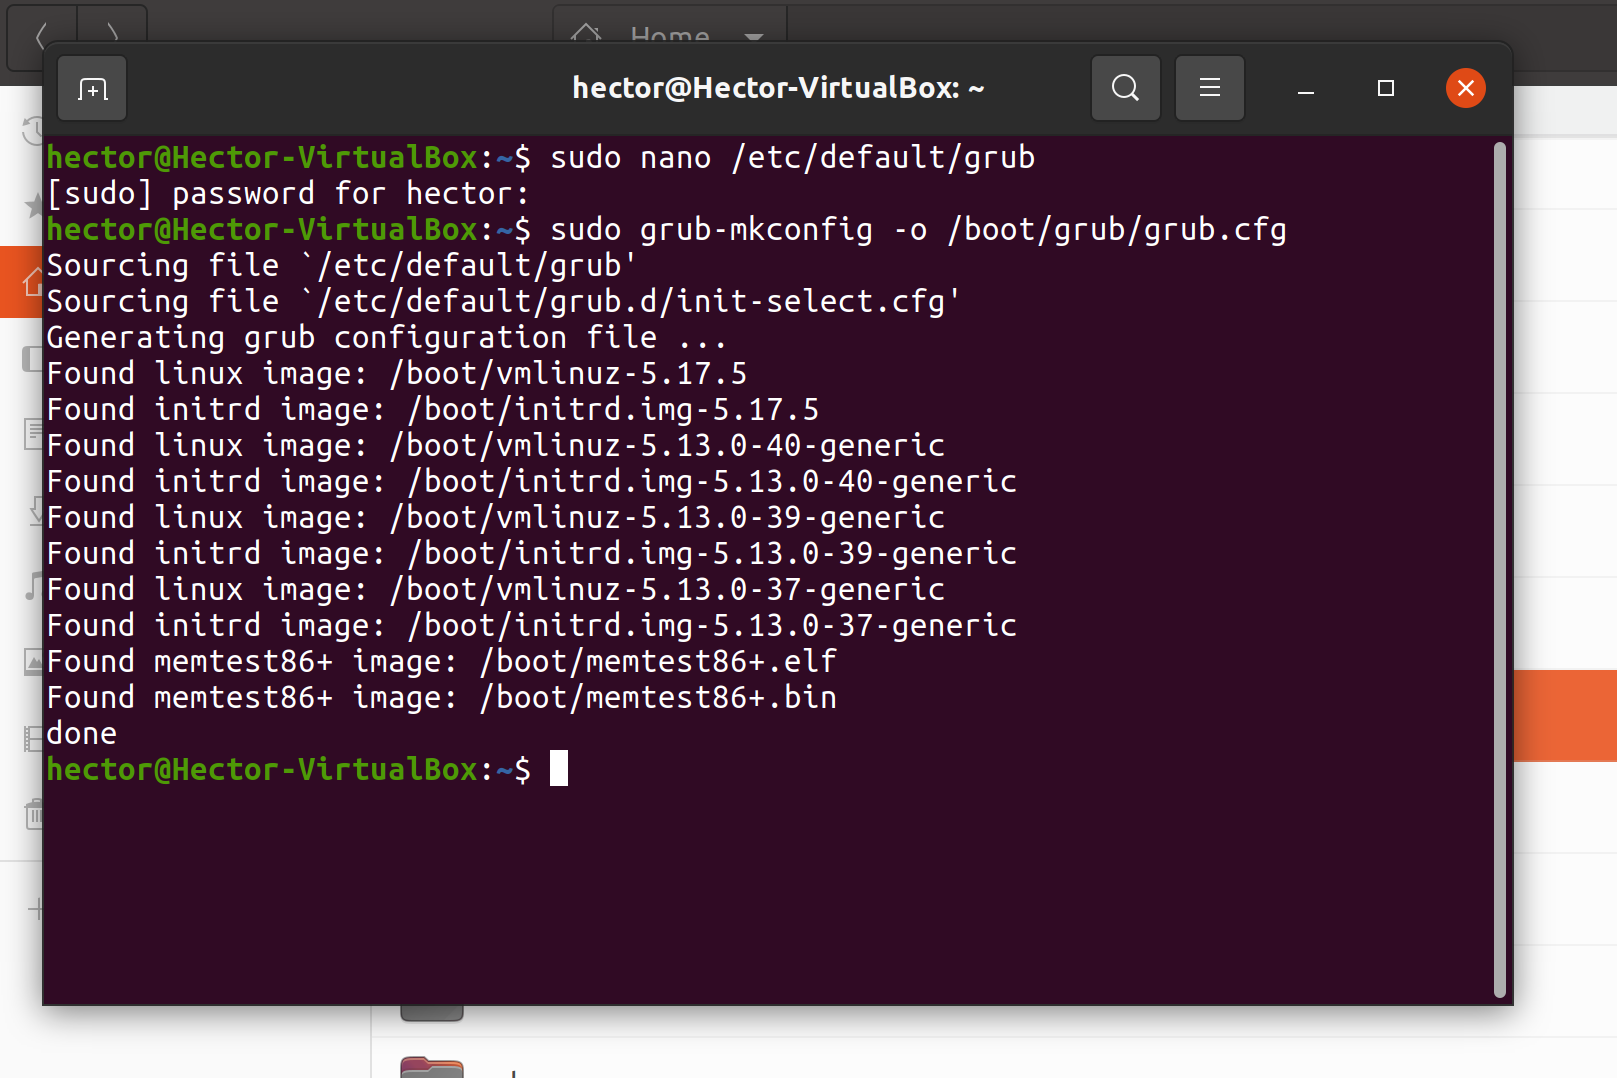 Home
hector@Hector-VirtualBox: ~
hector@Hector-VirtualBox:~$ sudo nano /etc/default/grub
[sudo] password for hector:
hector@Hector-VirtualBox:~$ sudo grub-mkconfig -o /boot/grub/grub.cfg
Sourcing file `/etc/default/grub'
Sourcing file `/etc/default/grub.d/init-select.cfg'
Generating grub configuration file ...
Found linux image: /boot/vmlinuz-5.17.5
Found initrd image: /boot/initrd.img-5.17.5
Found linux image: /boot/vmlinuz-5.13.0-40-generic
Found initrd image: /boot/initrd.img-5.13.0-40-generic
Found linux image: /boot/vmlinuz-5.13.0-39-generic
Found initrd image: /boot/initrd.img-5.13.0-39-generic
Found linux image: /boot/vmlinuz-5.13.0-37-generic
Found initrd image: /boot/initrd.img-5.13.0-37-generic
Found memtest86+ image: /boot/memtest86+.elf
Found memtest86+ image: /boot/memtest86+.bin
done
hector@Hector-VirtualBox:~$